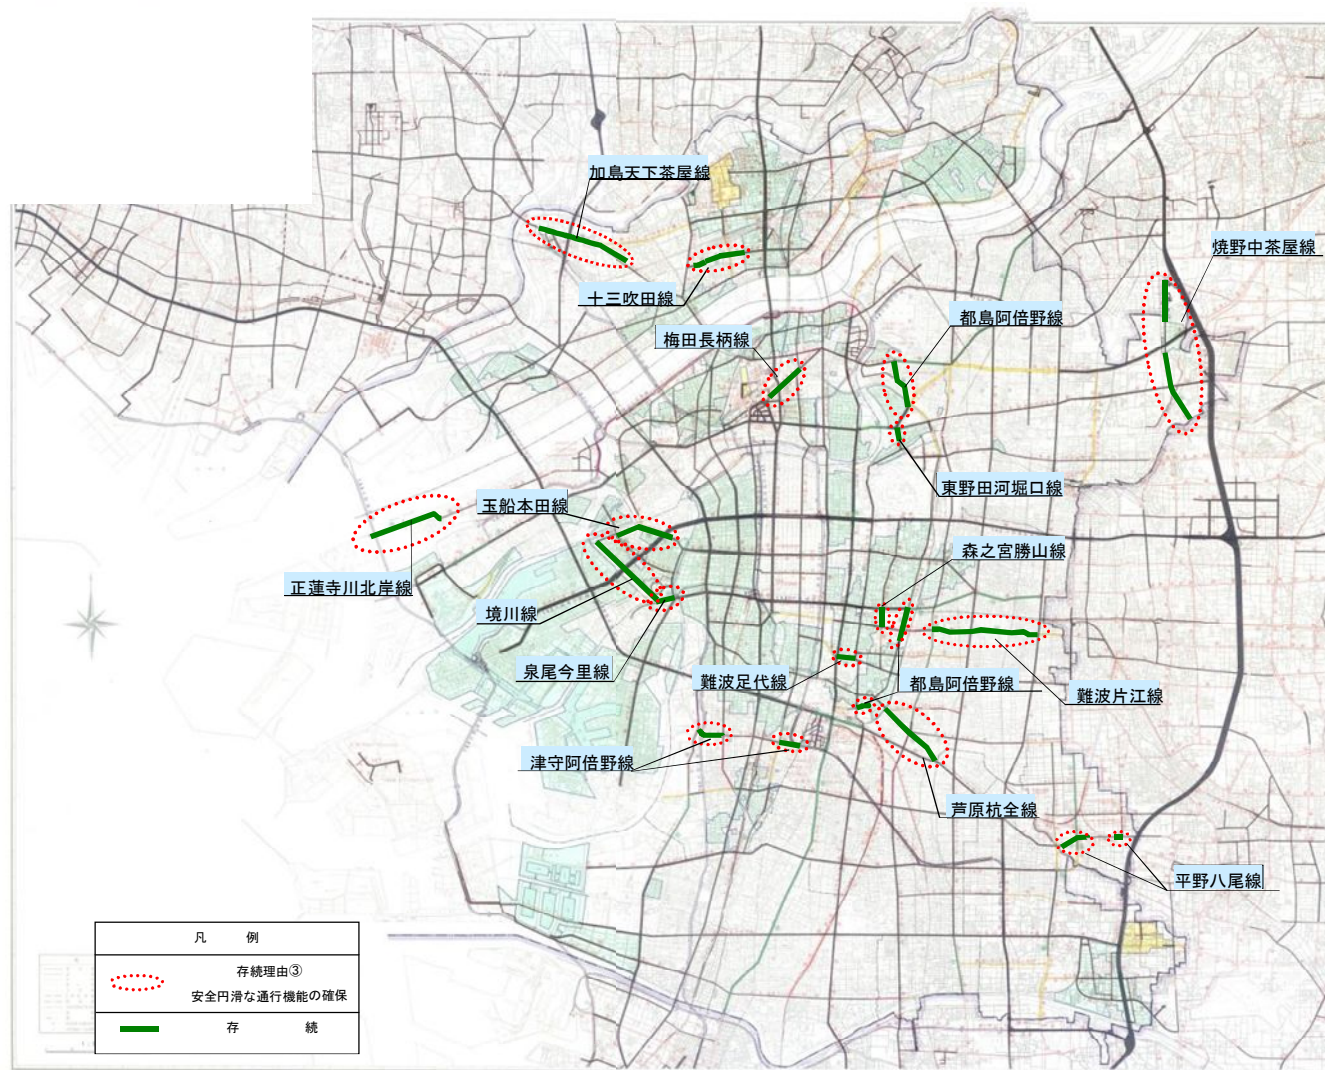 加島天下茶屋線
焼野中茶屋線
十三吹田線
都島阿倍野線
梅田長柄線
東野田河堀口線
玉船本田線
森之宮勝山線
正蓮寺川北岸線
境川線
泉尾今里線
難波足代線
都島阿倍野線
難波片江線
津守阿倍野線
芦原杭全線
平野八尾線
凡 例
存続理由③
安全円滑な通行機能の確保
存 続